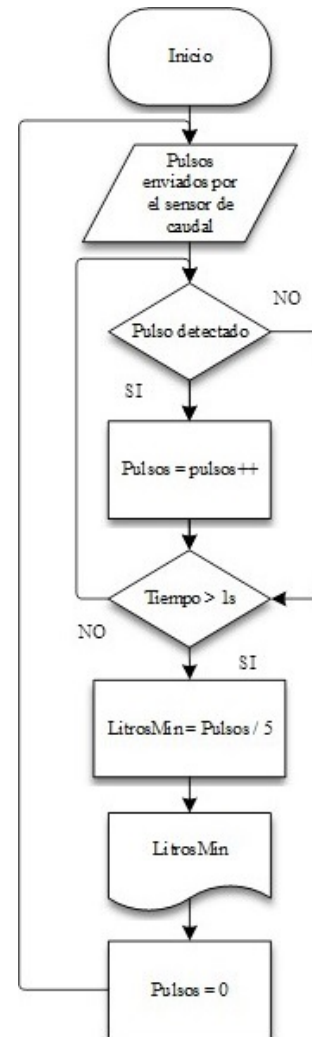 Inicio
Pulsos
enviados por
el sensor de
caudal
NO
Pulso detectado
SI
Pulsos = pulsos++
Tiempo > 1s
NO
SI
LitrosMin= Pulsos / 5
LitrosMin
Pulsos = 0